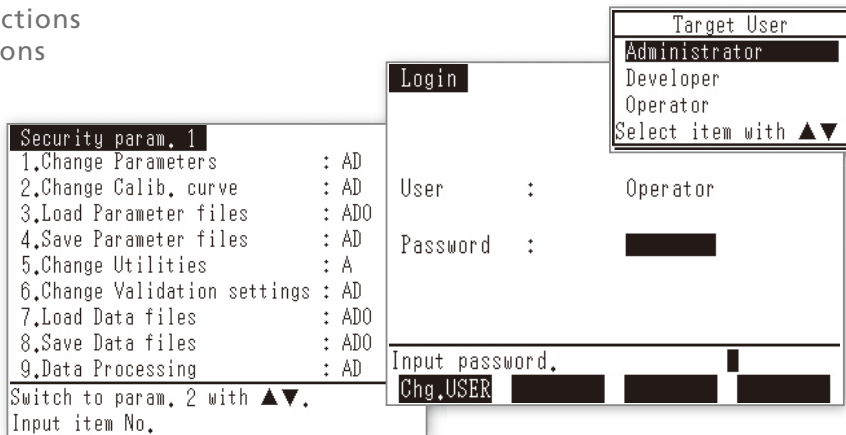 ctions
ons
Security param. 1
1.Change Parameters : AD
2.Change Calib. curve : AD
3.Load Parameter files : ADO
4.Save Parameter files : AD
5.Change Utilities : A
6.Change Validation settings : AD
7.Load Data files : ADO
8.Save Data files : ADO
9.Data Processing : AD
Switch to param. 2 with ▲▼.
Input item No.
Login
User : Operator
Password :
Input password.
Chg.USER
Target User
Administrator
Developer
Operator
Select item with ▲▼